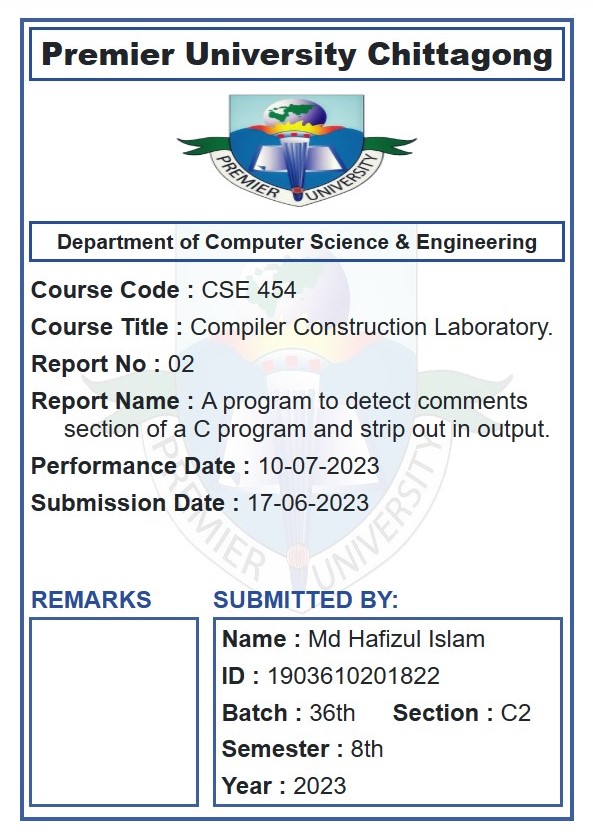 Premier University Chittagong
PREMIER UNIVERSITY
Department of Computer Science & Engineering
Course Code : CSE 454
Course Title : Compiler Construction Laboratory.
Report No : 02
Report Name : A program to detect comments
section of a C program and strip out in output.
Performance Date : 10-07-2023
Submission Date : 17-06-2023
PREMIER UNIVERSITY
REMARKS
SUBMITTED BY:
Name : Md Hafizul Islam
ID : 1903610201822
Batch : 36th Section : C2
Semester : 8th
Year : 2023